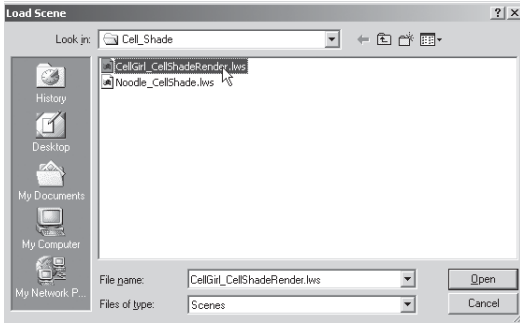 Load Scene
Look in: Cell_Shade
CellGirl_CellShadeRender.lws
Noodle_CellShade.lws
History
Desktop
My Documents
My Computer
My Network P...
File name: CellGirl_CellShadeRender.lws Open
Files of type: Scenes Cancel